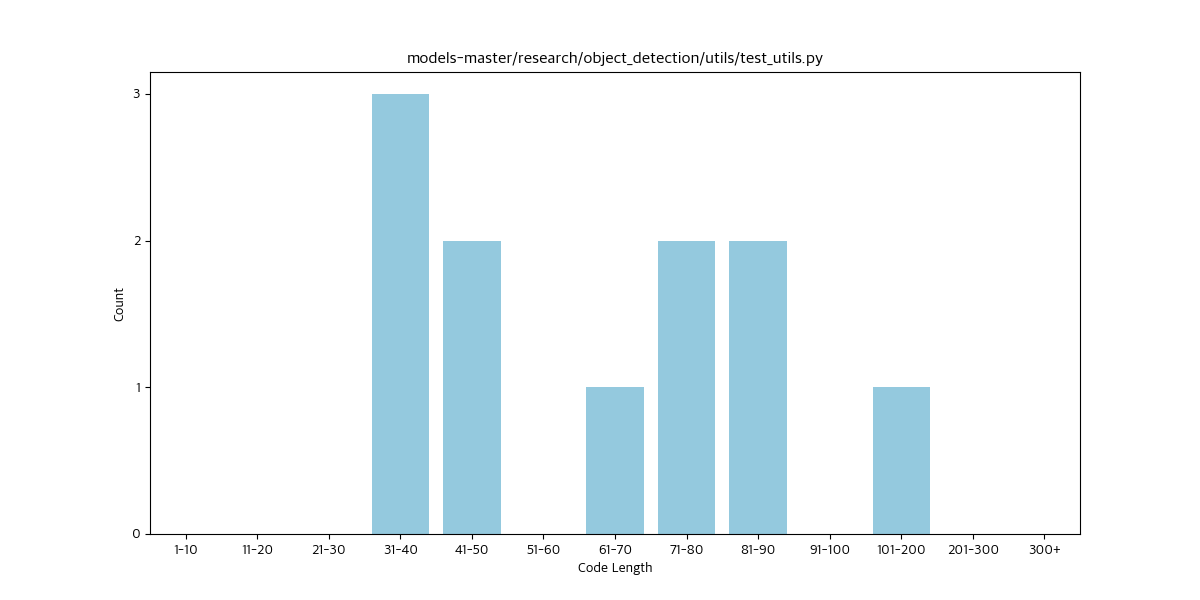 models-master/research/object_detection/utils/test_utils.py
3
2
1
0
Count
1-10 11-20 21-30 31-40 41-50 51-60 61-70 71-80 81-90 91-100 101-200 201-300 300+
Code Length